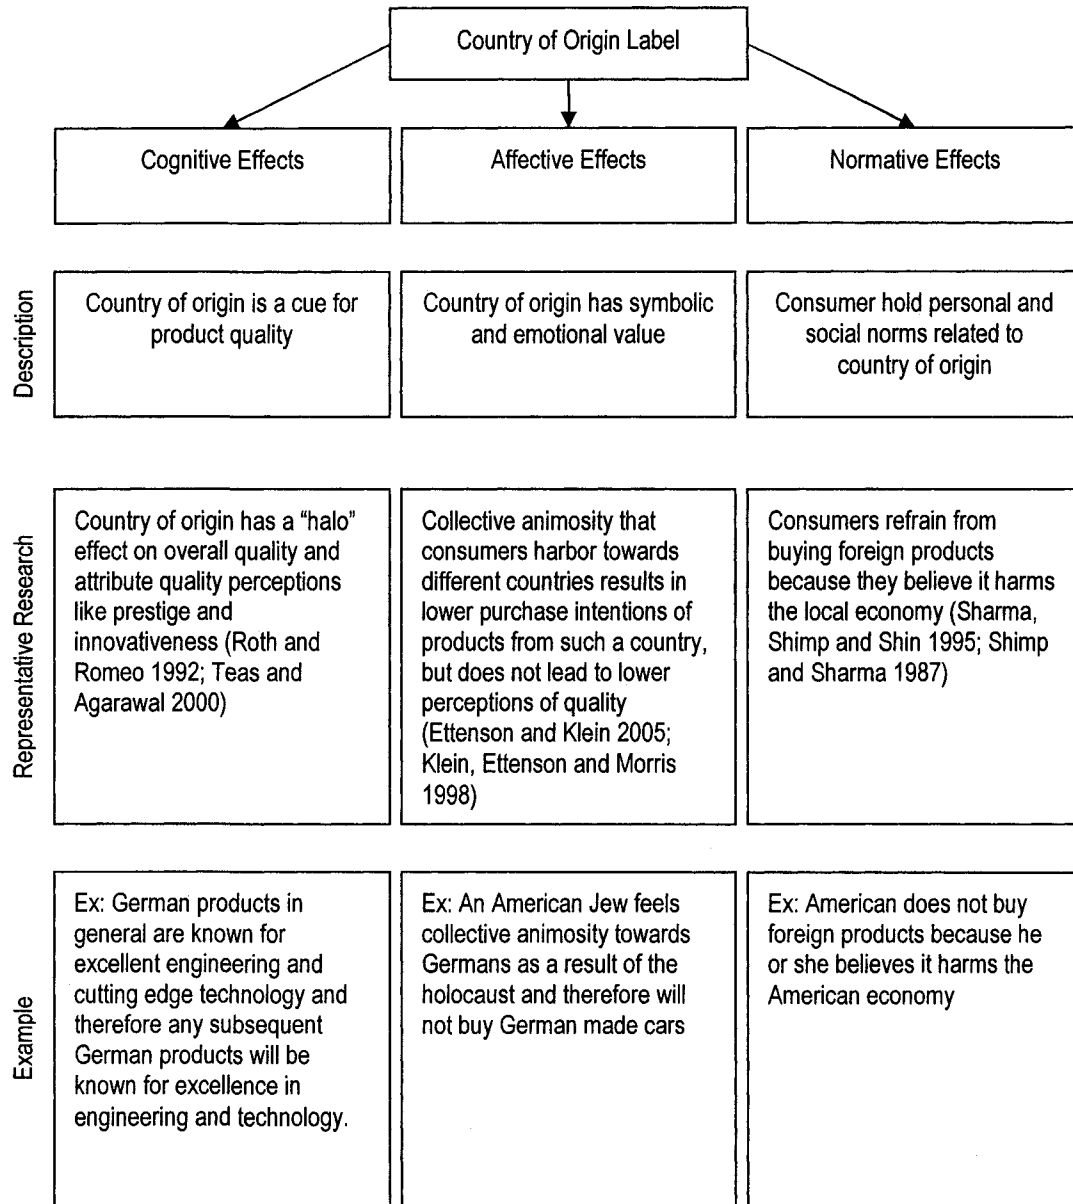 Country of Origin Label
Cognitive Effects
Affective Effects
Normative Effects
Description
Country of origin is a cue for
product quality
Country of origin has symbolic
and emotional value
Consumer hold personal and
social norms related to
country of origin
Representative Research
Country of origin has a “halo”
effect on overall quality and
attribute quality perceptions
like prestige and
innovativeness (Roth and
Romeo 1992; Teas and
Agarawal 2000)
Collective animosity that
consumers harbor towards
different countries results in
lower purchase intentions of
products from such a country,
but does not lead to lower
perceptions of quality
(Ettenson and Klein 2005;
Klein, Ettenson and Morris
1998)
Consumers refrain from
buying foreign products
because they believe it harms
the local economy (Sharma,
Shimp and Shin 1995; Shimp
and Sharma 1987)
Example
Ex: German products in
general are known for
excellent engineering and
cutting edge technology and
therefore any subsequent
German products will be
known for excellence in
engineering and technology.
Ex: An American Jew feels
collective animosity towards
Germans as a result of the
holocaust and therefore will
not buy German made cars
Ex: American does not buy
foreign products because he
or she believes it harms the
American economy